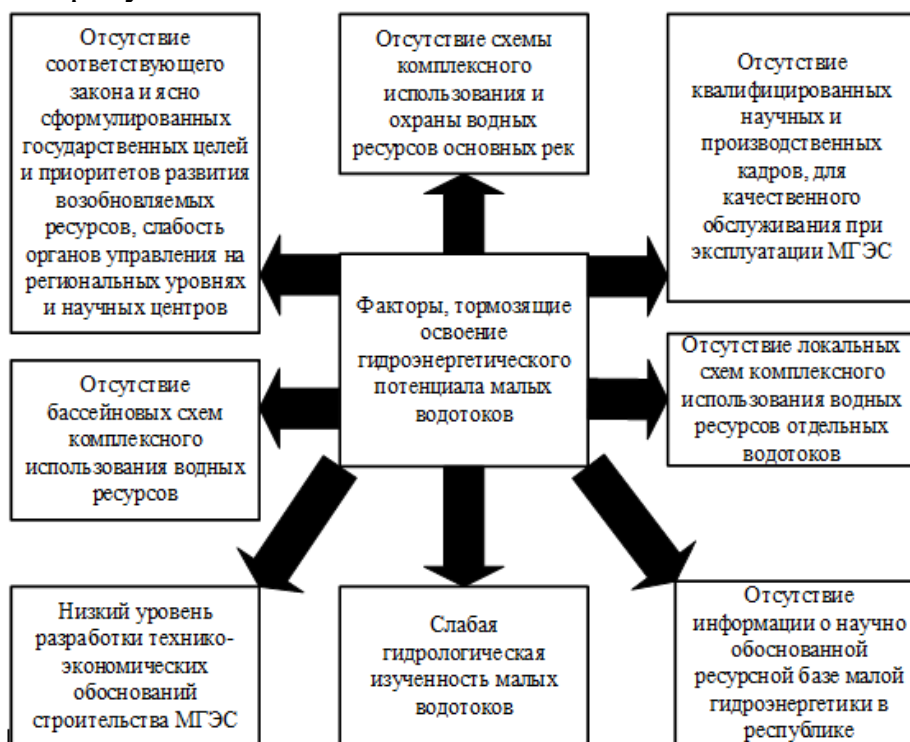 Отсутствие
соответствующего
закона и ясно
сформулированных
государственных целей
и приоритетов развития
возобновляемых
ресурсов, слабость
органов управления на
региональных уровнях
и научных центров
Отсутствие схемы
комплексного
использования и
охраны водных
ресурсов основных рек
Отсутствие
квалифицированных
научных и
производственных
кадров, для
качественного
обслуживания при
эксплуатации МГЭС
Факторы, тормозящие
освоение
гидроэнергетического
потенциала малых
водотоков
Отсутствие
бассейновых схем
комплексного
использования водных
ресурсов
Отсутствие локальных
схем комплексного
использования водных
ресурсов отдельных
водотоков
Низкий уровень
разработки технико-
экономических
обоснований
строительства МГЭС
Слабая
гидрологическая
изученность малых
водотоков
Отсутствие
информации о научно
обоснованной
ресурсной базе малой
гидроэнергетики в
республике